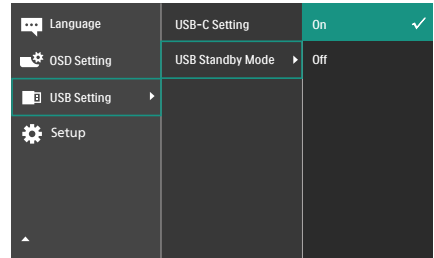 Language
OSD Setting
USB Setting
Setup
USB-C Setting
USB Standby Mode
On
Off